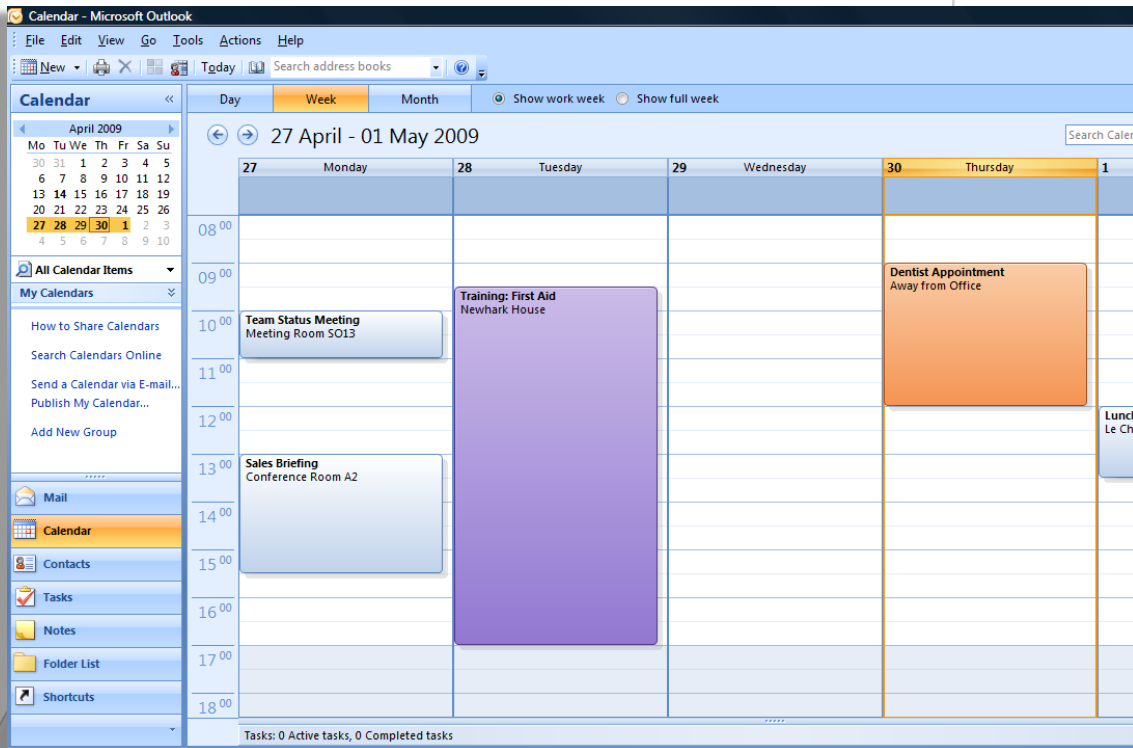 Calendar - Microsoft Outlook
File Edit View Go Tools Actions Help
New Today Search address books
Calendar «
Day Week Month Show work week Show full week
April 2009
Mo Tu We Th Fr Sa Su
30 31 1 2 3 4 5
6 7 8 9 10 11 12
13 14 15 16 17 18 19
20 21 22 23 24 25 26
27 28 29 30 1 2 3
4 5 6 7 8 9 10
All Calendar Items
My Calendars
How to Share Calendars
Search Calendars Online
Send a Calendar via E-mail...
Publish My Calendar...
Add New Group
Mail
Calendar
Contacts
Tasks
Notes
Folder List
Shortcuts
27 April - 01 May 2009
Search Caler
27 Monday 28 Tuesday 29 Wednesday 30 Thursday 1
08 00
09 00
10 00
11 00
12 00
13 00
14 00
15 00
16 00
17 00
18 00
Team Status Meeting
Meeting Room SO13
Sales Briefing
Conference Room A2
Training: First Aid
Newhark House
Dentist Appointment
Away from Office
Lunch
Le Ch
Tasks: 0 Active tasks, 0 Completed tasks